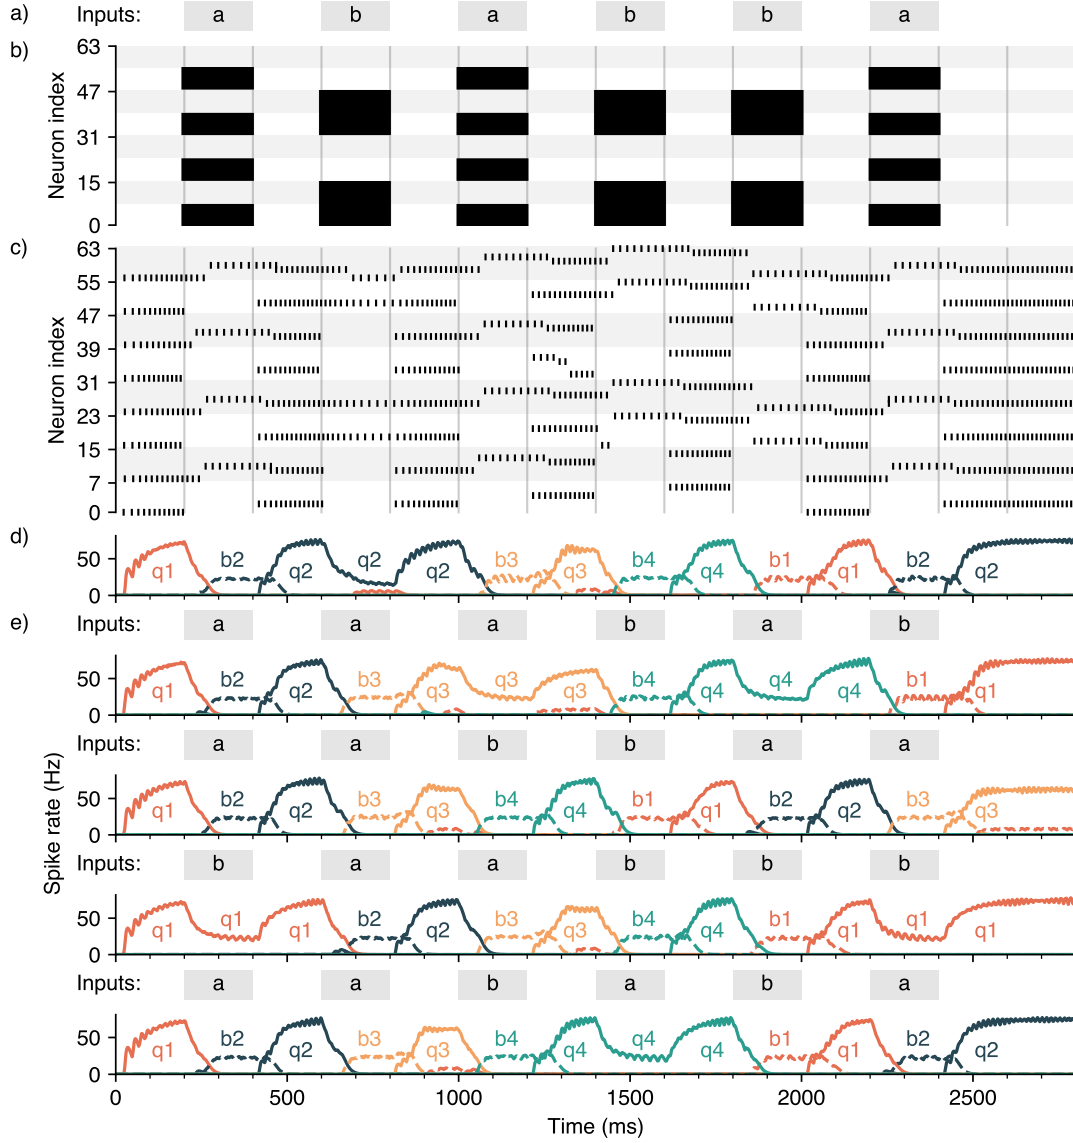 a) Inputs: a b a b b a
b)
Neuron index
63
47
31
15
0
c)
Neuron index
63
55
47
39
31
23
15
7
0
d)
50
0
q1 b2 q2 q2 q2 b3 q3 b4 q4 b1 q1 b2 q2
e) Inputs: a a a b a b
50
0
q1 b2 q2 b3 q3 q3 q3 b4 q4 q4 q4 b1 q1
Inputs: a a b b a a
Spike rate (Hz)
50
0
q1 b2 q2 b3 q3 b4 q4 b1 q1 b2 q2 b3 q3
Inputs: b a a b b b
50
0
q1 q1 q1 b2 q2 b3 q3 b4 q4 b1 q1 q1 q1
Inputs: a a b a b a
50
0
q1 b2 q2 b3 q3 b4 q4 q4 q4 b1 q1 b2 q2
0 500 1000 1500 2000 2500
Time (ms)